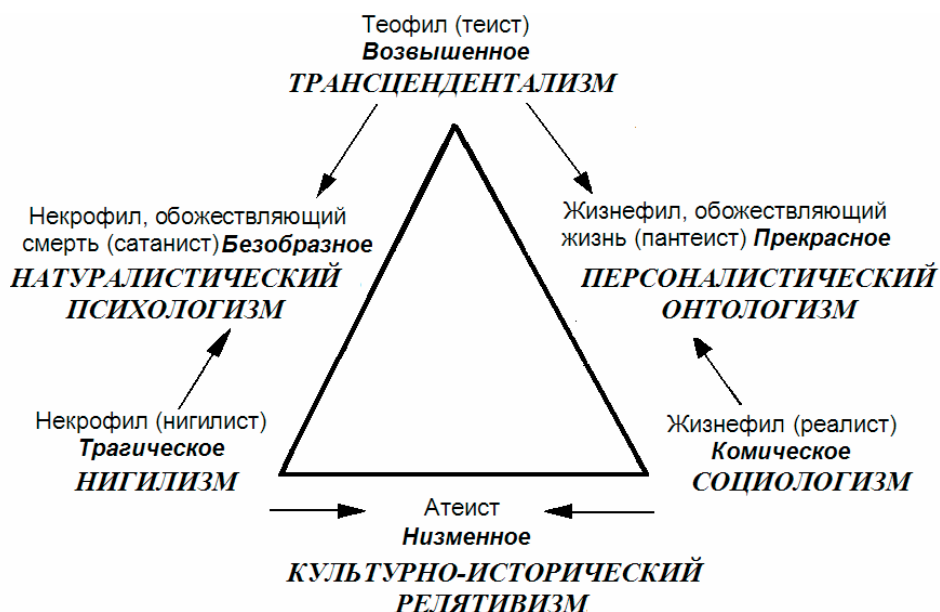 Теофил (теист)
Возвышенное
ТРАНСЦЕНДЕНТАЛИЗМ
Некрофил, обожествляющий
смерть (сатанист) Безобразное
НАТУРАЛИСТИЧЕСКИЙ
ПСИХОЛОГИЗМ
Жизнефил, обожествляющий
жизнь (пантеист) Прекрасное
ПЕРСОНАЛИСТИЧЕСКИЙ
ОНТОЛОГИЗМ
Некрофил (нигилист)
Трагическое
НИГИЛИЗМ
Жизнефил (реалист)
Комическое
СОЦИОЛОГИЗМ
Атеист
Низменное
КУЛЬТУРНО-ИСТОРИЧЕСКИЙ
РЕЛЯТИВИЗМ